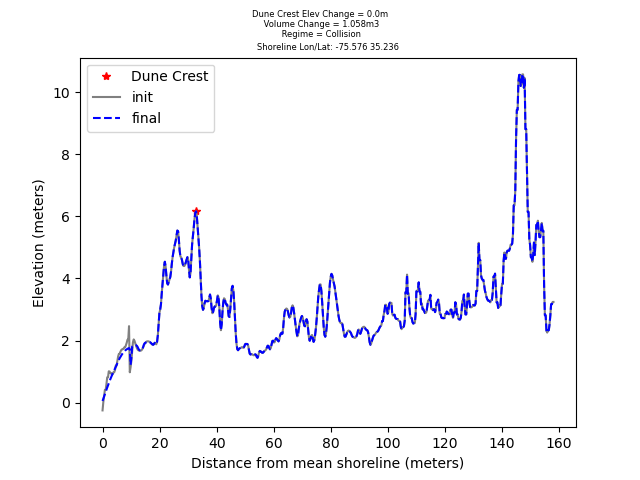 Dune Crest Elev Change = 0.0m
Volume Change = 1.058m3
Regime = Collision
Shoreline Lon/Lat: -75.576 35.236
Dune Crest
init
final
10
8
6
4
2
0
Elevation (meters)
0 20 40 60 80 100 120 140 160
Distance from mean shoreline (meters)